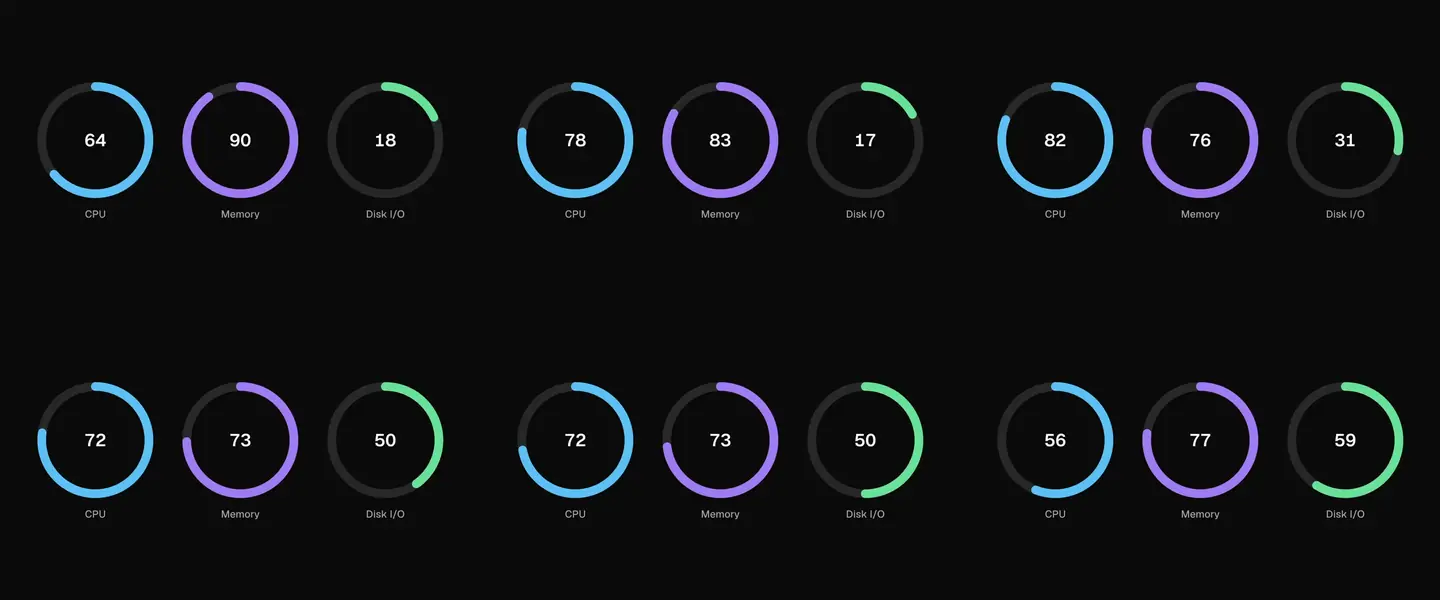 64 90 18 78 83 17 82 76 31
CPU Memory Disk I/O CPU Memory Disk I/O CPU Memory Disk I/O
72 73 50 72 73 50 56 77 59
CPU Memory Disk I/O CPU Memory Disk I/O CPU Memory Disk I/O